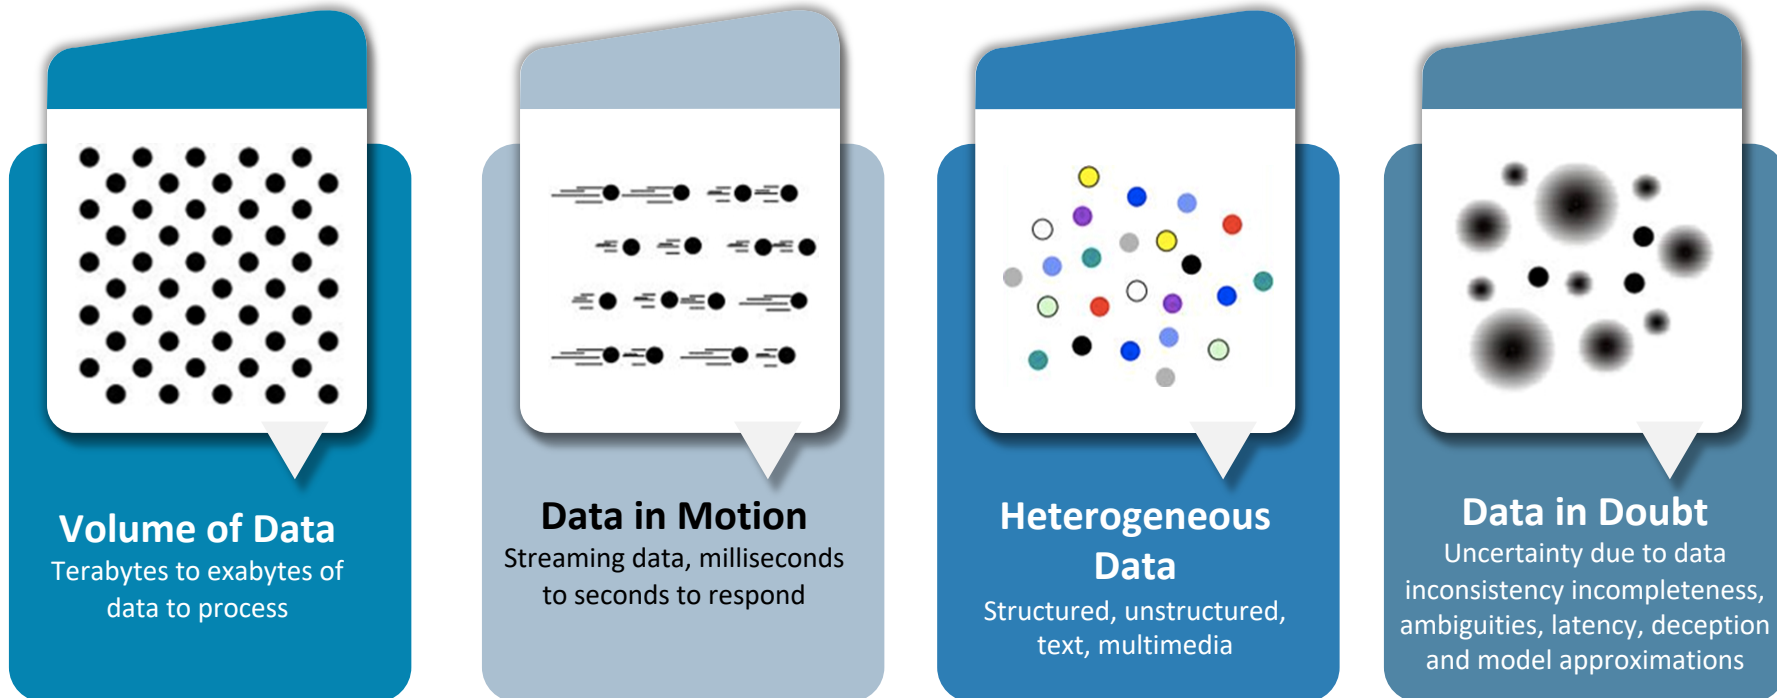 Volume of Data
Terabytes to exabytes of
data to process
Data in Motion
Streaming data, milliseconds
to seconds to respond
Heterogeneous
Data
Structured, unstructured,
text, multimedia
Data in Doubt
Uncertainty due to data
inconsistency incompleteness,
ambiguities, latency, deception
and model approximations